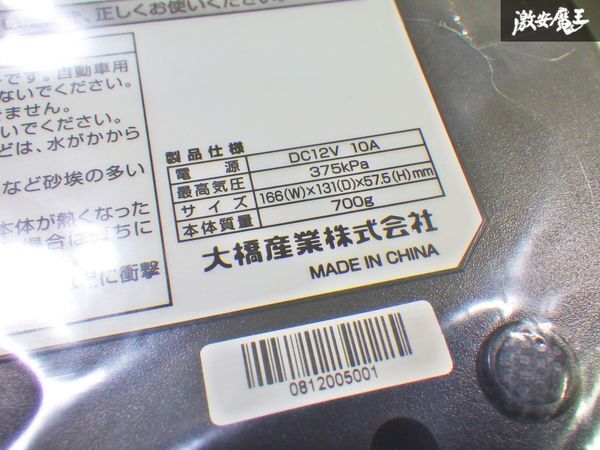 激安魔王
正しくお使いください。
です。自動車用
ないでください。
きません。
いでください。
どは、水がかから
など砂埃の多い
本体が熱くなった
場合は直ちに
に衝撃
製品仕様
電源 DC12V 10A
最高気圧 375kPa
サイズ 166(W)×131(D)×57.5(H)mm
本体質量 700g
大橋産業株式会社
MADE IN CHINA
0812005001